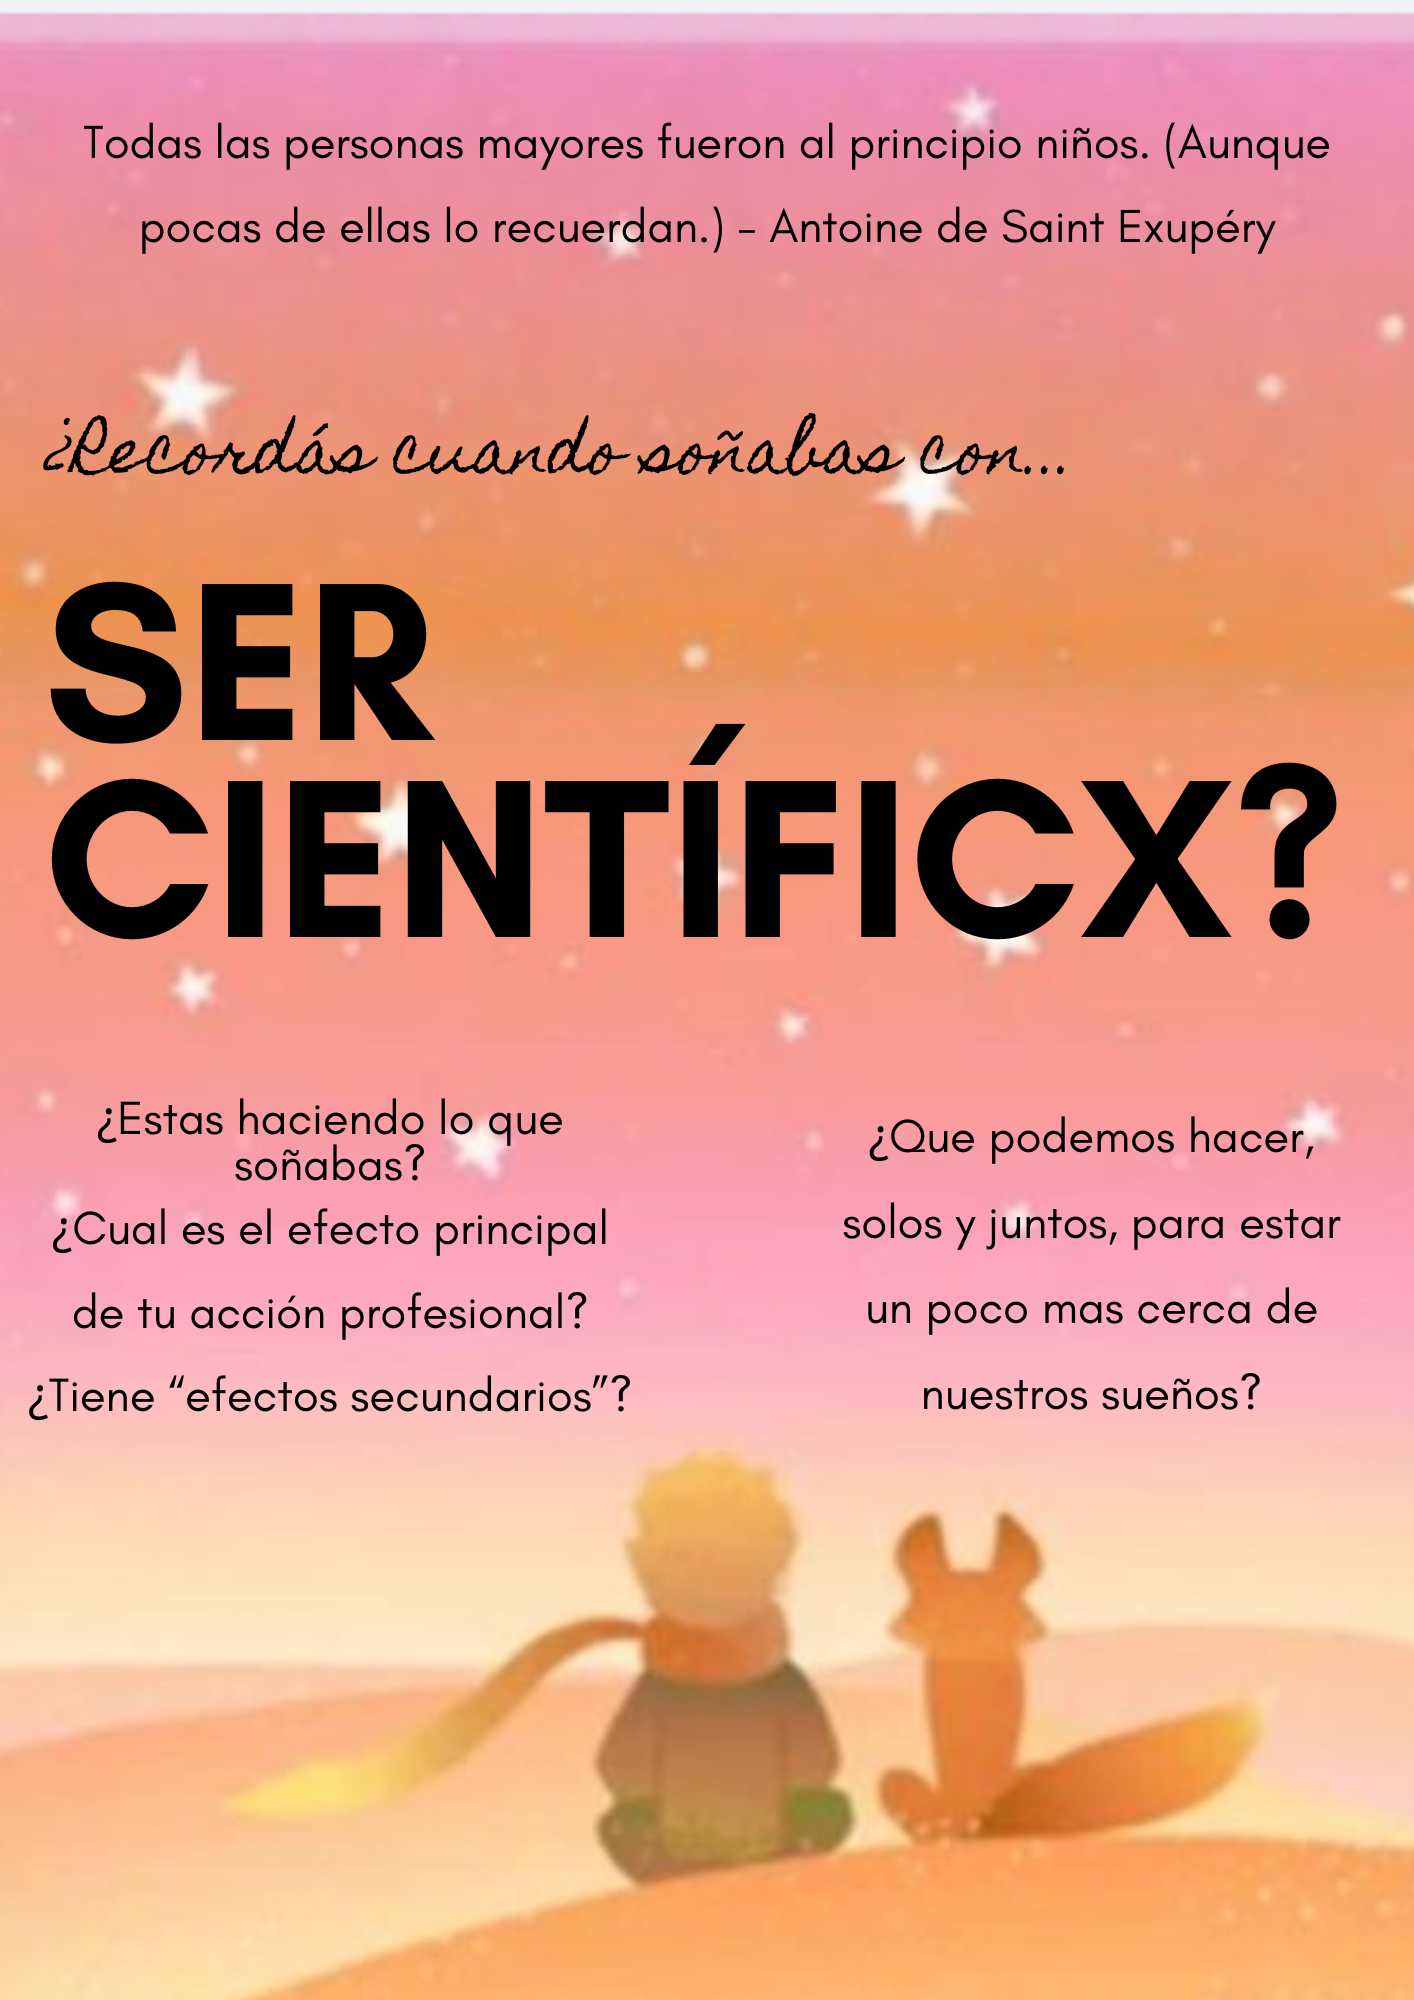 Todas las personas mayores fueron al principio niños. (Aunque
pocas de ellas lo recuerdan.) - Antoine de Saint Exupéry
¿Recordás cuando soñabas con...
SER
CIENTÍFICX?
¿Estas haciendo lo que
soñabas?
¿Cual es el efecto principal
de tu acción profesional?
¿Tiene “efectos secundarios”?
¿Que podemos hacer,
solos y juntos, para estar
un poco mas cerca de
nuestros sueños?